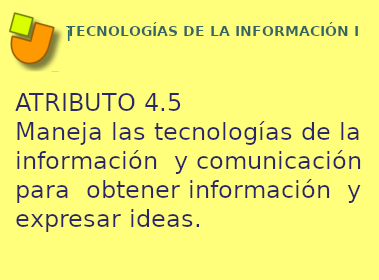 TECNOLOGÍAS DE LA INFORMACIÓN I
ATRIBUTO 4.5
Maneja las tecnologías de la
información y comunicación
para obtener información y
expresar ideas.